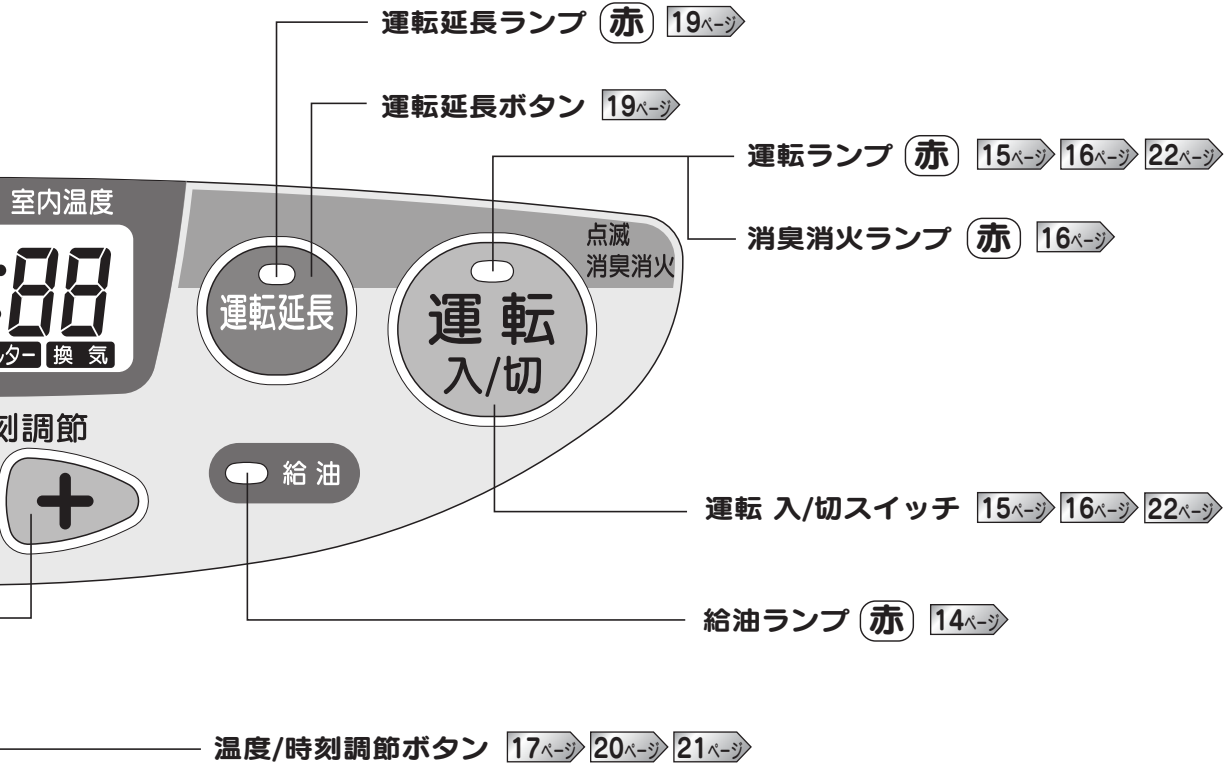 運転延長ランプ 赤 19ページ
運転延長ボタン 19ページ
運転ランプ 赤 15ページ 16ページ 22ページ
消臭消火ランプ 赤 16ページ
室内温度
点滅
消臭消火
:88
運転延長
運転
入/切
ルター 換気
刻調節
+
給油
運転 入/切スイッチ 15ページ 16ページ 22ページ
給油ランプ 赤 14ページ
温度/時刻調節ボタン 17ページ 20ページ 21ページ